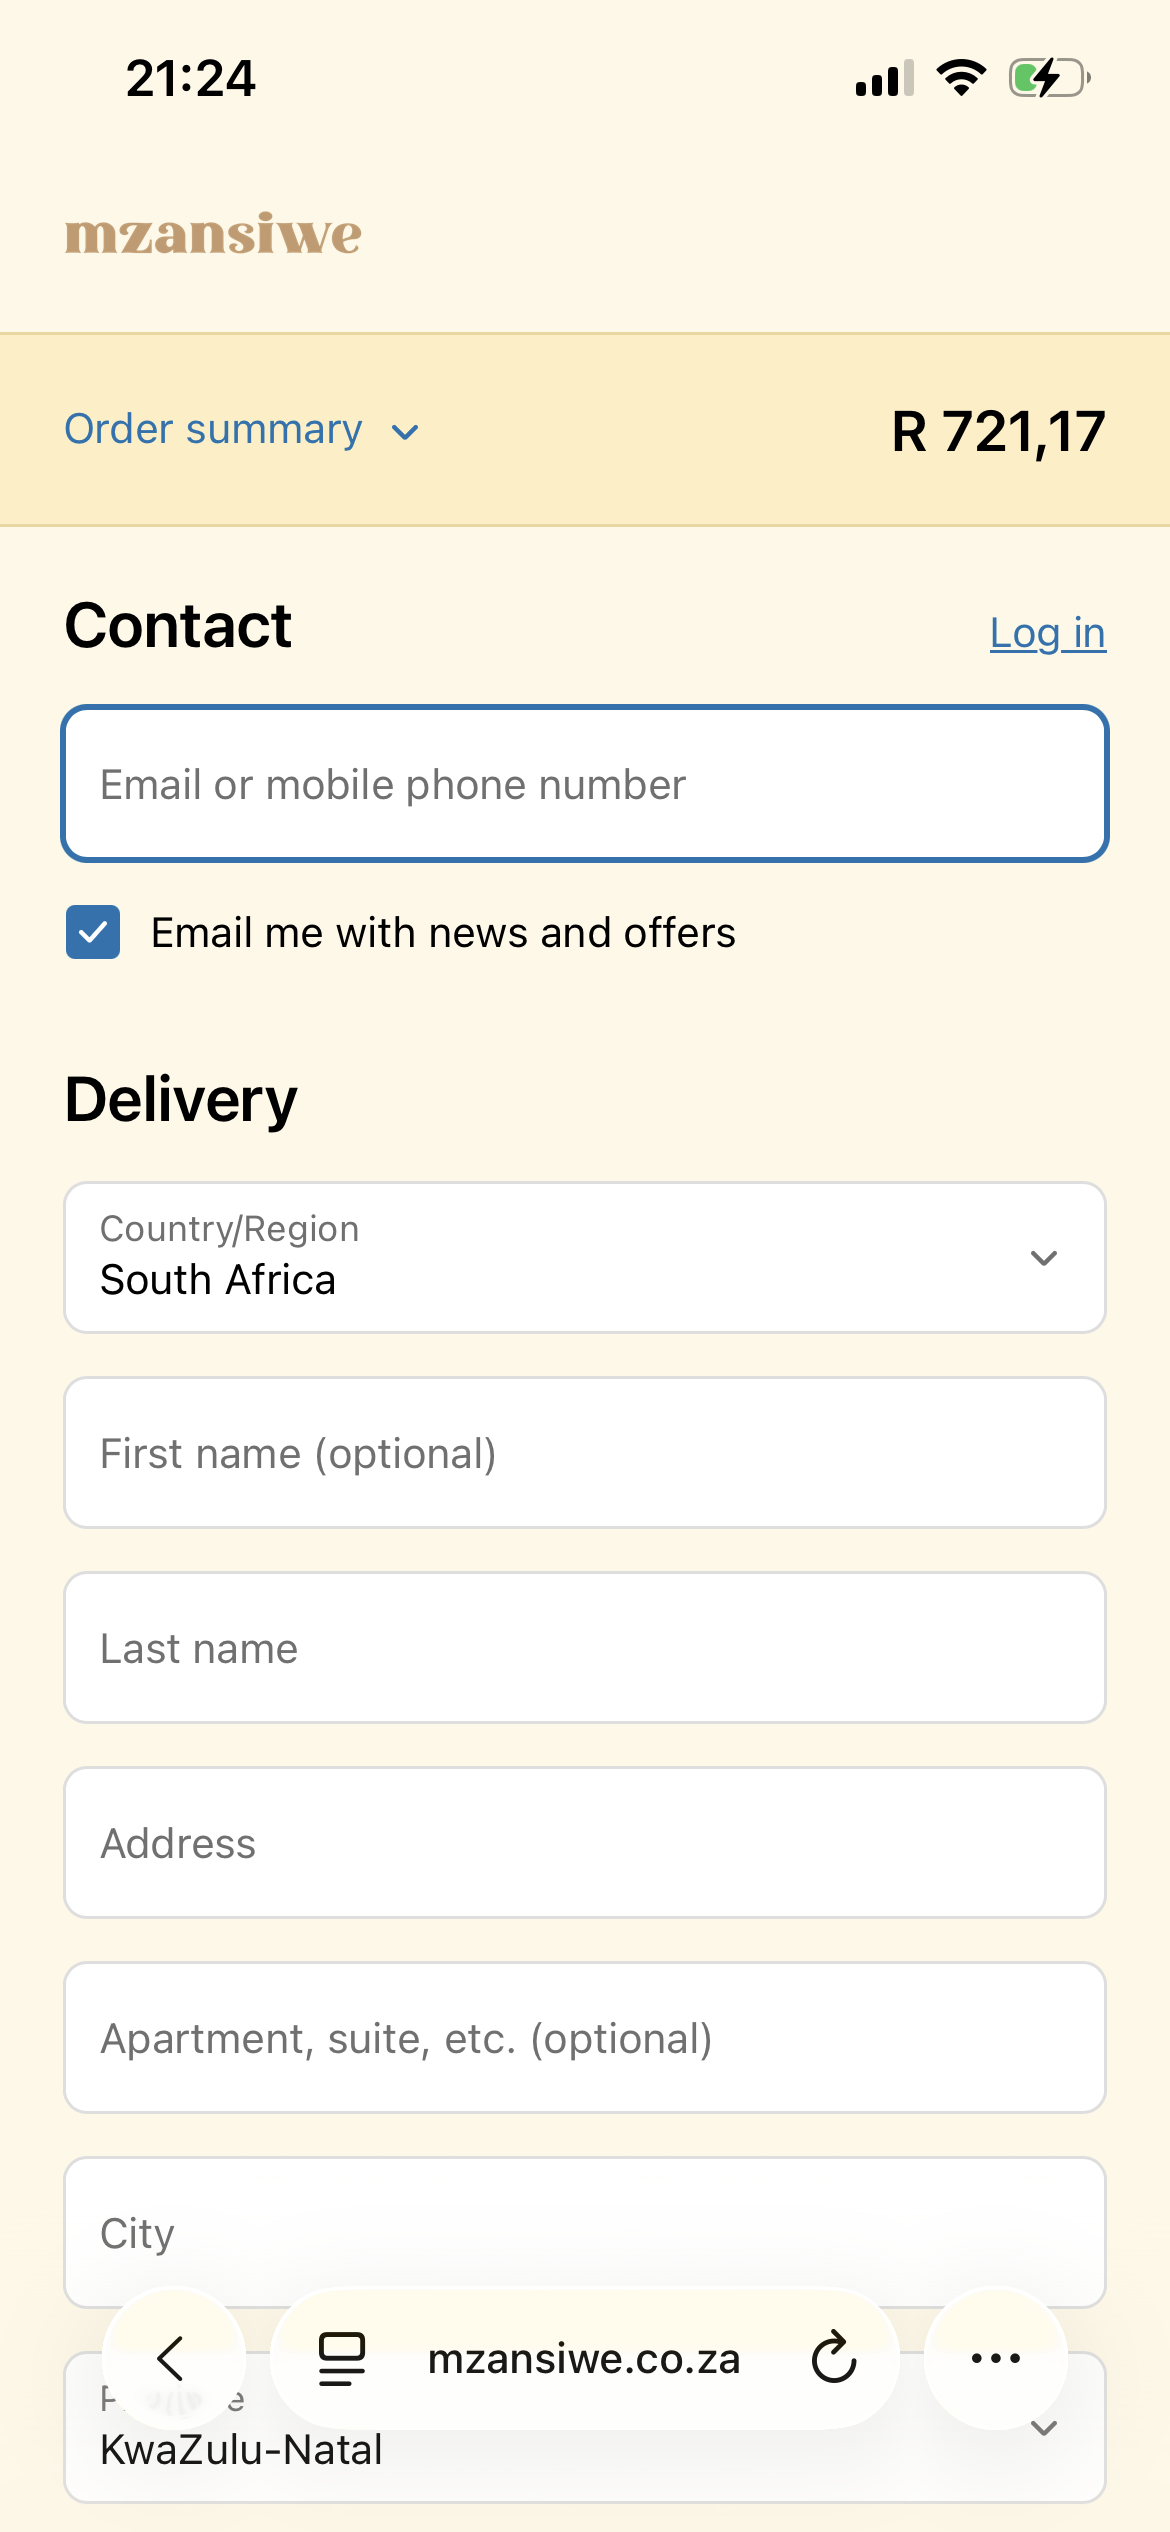 21:24
mzansiwe
Order summary
R 721,17
Contact
Log in
Email or mobile phone number
Email me with news and offers
Delivery
Country/Region
South Africa
First name (optional)
Last name
Address
Apartment, suite, etc. (optional)
City
mzansiwe.co.za
KwaZulu-Natal